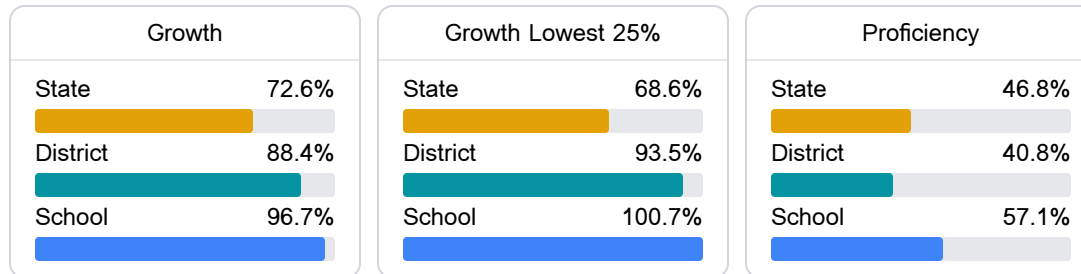 Growth
State 72.6%
District 88.4%
School 96.7%
Growth Lowest 25%
State 68.6%
District 93.5%
School 100.7%
Proficiency
State 46.8%
District 40.8%
School 57.1%